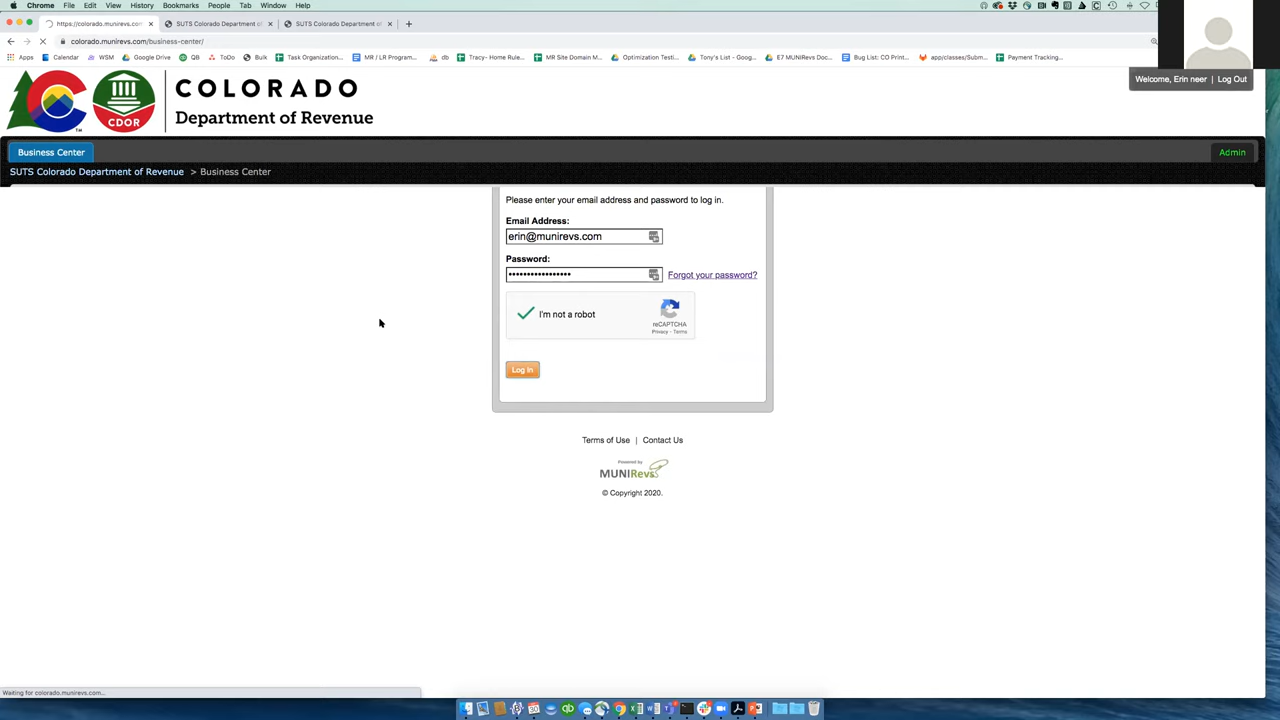 Chrome File Edit View History Bookmarks People Tab Window Help
https://colorado.munirevs.com × SUTS Colorado Department of × SUTS Colorado Department of × +
colorado.munirevs.com/business-center/
Apps Calendar WSM Google Drive QB ToDo Bulk Task Organization... MR / LR Program... db Tracy- Home Rule... MR Site Domain M... Optimization Testi... Tony's List - Goog... E7 MUNIRevs Doc... Bug List: CO Print... app/classes/Subm... Payment Tracking...
Welcome, Erin neer | Log Out
COLORADO
CDOR
TM
Department of Revenue
Business Center
Admin
SUTS Colorado Department of Revenue > Business Center
Please enter your email address and password to log in.
Email Address:
erin@munirevs.com
Password:
••••••••••••••••
Forgot your password?
I'm not a robot
reCAPTCHA
Privacy - Terms
Log In
Terms of Use | Contact Us
Powered by
MUNIRevs
© Copyright 2020.
Waiting for colorado.munirevs.com...